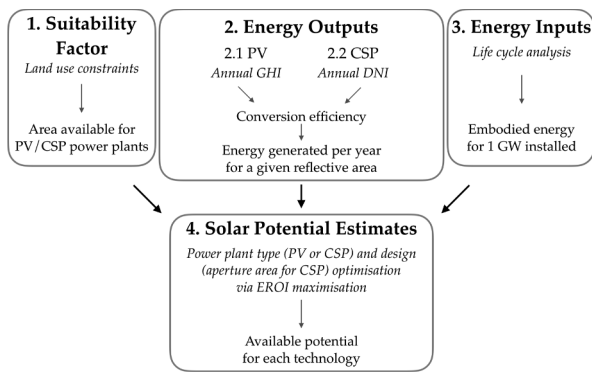 1. Suitability
Factor
Land use constraints
Area available for
PV/CSP power plants
2. Energy Outputs
2.1 PV
Annual GHI
2.2 CSP
Annual DNI
Conversion efficiency
Energy generated per year
for a given reflective area
3. Energy Inputs
Life cycle analysis
Embodied energy
for 1 GW installed
4. Solar Potential Estimates
Power plant type (PV or CSP) and design
(aperture area for CSP) optimisation
via EROI maximisation
Available potential
for each technology